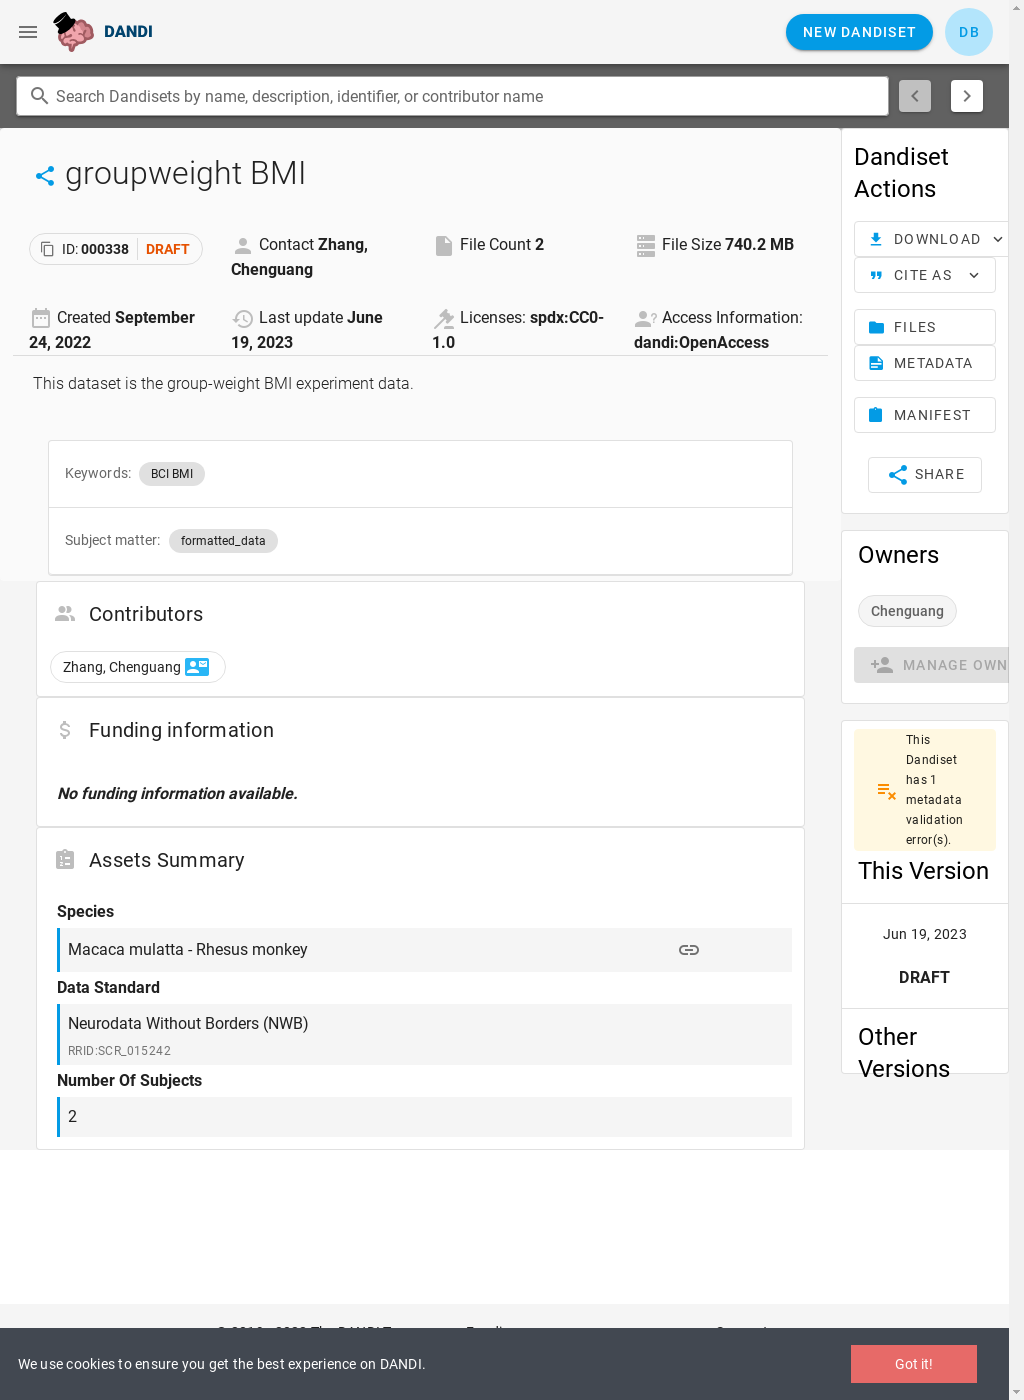 DANDI
NEW DANDISET
DB
Search Dandisets by name, description, identifier, or contributor name
groupweight BMI
ID: 000338 DRAFT
Contact Zhang,
Chenguang
File Count 2
File Size 740.2 MB
Created September
24, 2022
Last update June
19, 2023
Licenses: spdx:CC0-
1.0
Access Information:
dandi:OpenAccess
This dataset is the group-weight BMI experiment data.
Keywords: BCI BMI
Subject matter: formatted_data
Contributors
Zhang, Chenguang
Funding information
No funding information available.
Assets Summary
Species
Macaca mulatta - Rhesus monkey
Data Standard
Neurodata Without Borders (NWB)
RRID:SCR_015242
Number Of Subjects
2
Dandiset
Actions
DOWNLOAD
CITE AS
FILES
METADATA
MANIFEST
SHARE
Owners
Chenguang
MANAGE OWN
This
Dandiset
has 1
metadata
validation
error(s).
This Version
Jun 19, 2023
DRAFT
Other
Versions
We use cookies to ensure you get the best experience on DANDI.
Got it!